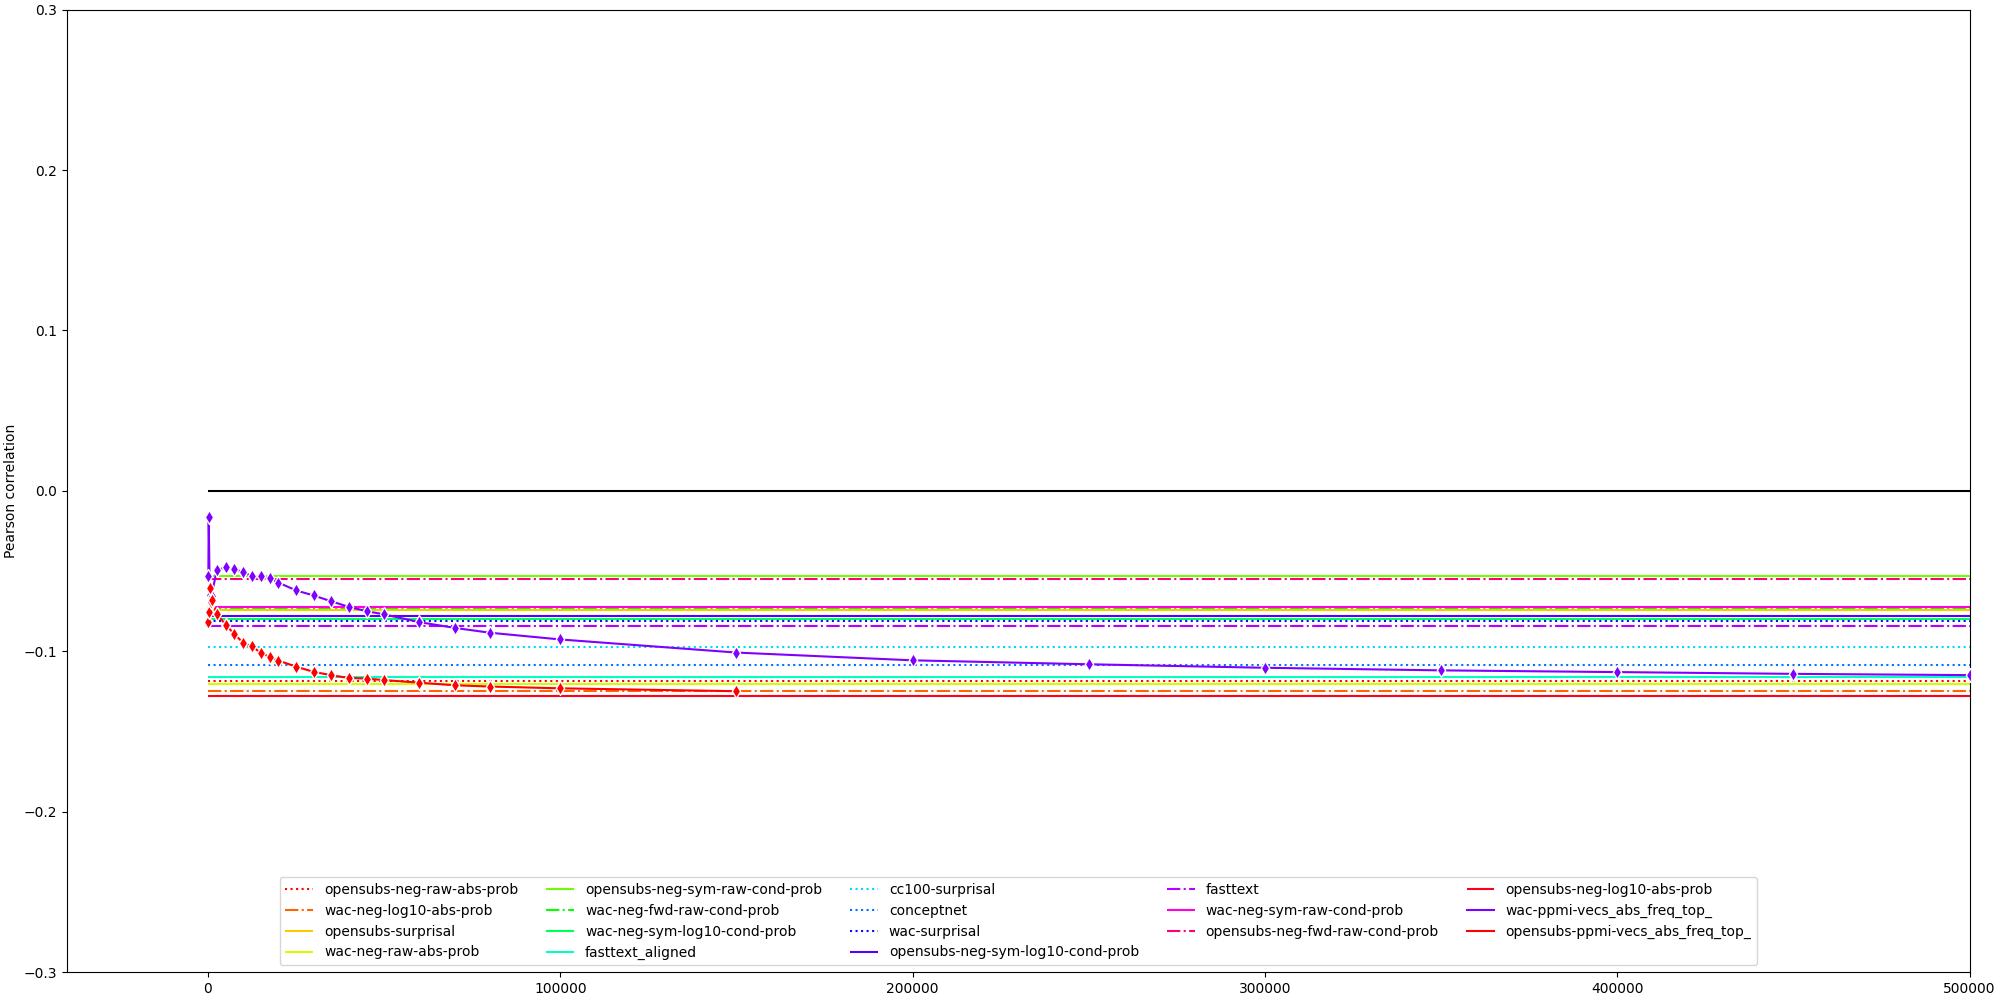 0.3
0.2
0.1
0.0
−0.1
−0.2
−0.3
Pearson correlation
0
100000
200000
300000
400000
500000
opensubs-neg-raw-abs-prob
wac-neg-log10-abs-prob
opensubs-surprisal
wac-neg-raw-abs-prob
opensubs-neg-sym-raw-cond-prob
wac-neg-fwd-raw-cond-prob
wac-neg-sym-log10-cond-prob
fasttext_aligned
cc100-surprisal
conceptnet
wac-surprisal
opensubs-neg-sym-log10-cond-prob
fasttext
wac-neg-sym-raw-cond-prob
opensubs-neg-fwd-raw-cond-prob
opensubs-neg-log10-abs-prob
wac-ppmi-vecs_abs_freq_top_
opensubs-ppmi-vecs_abs_freq_top_